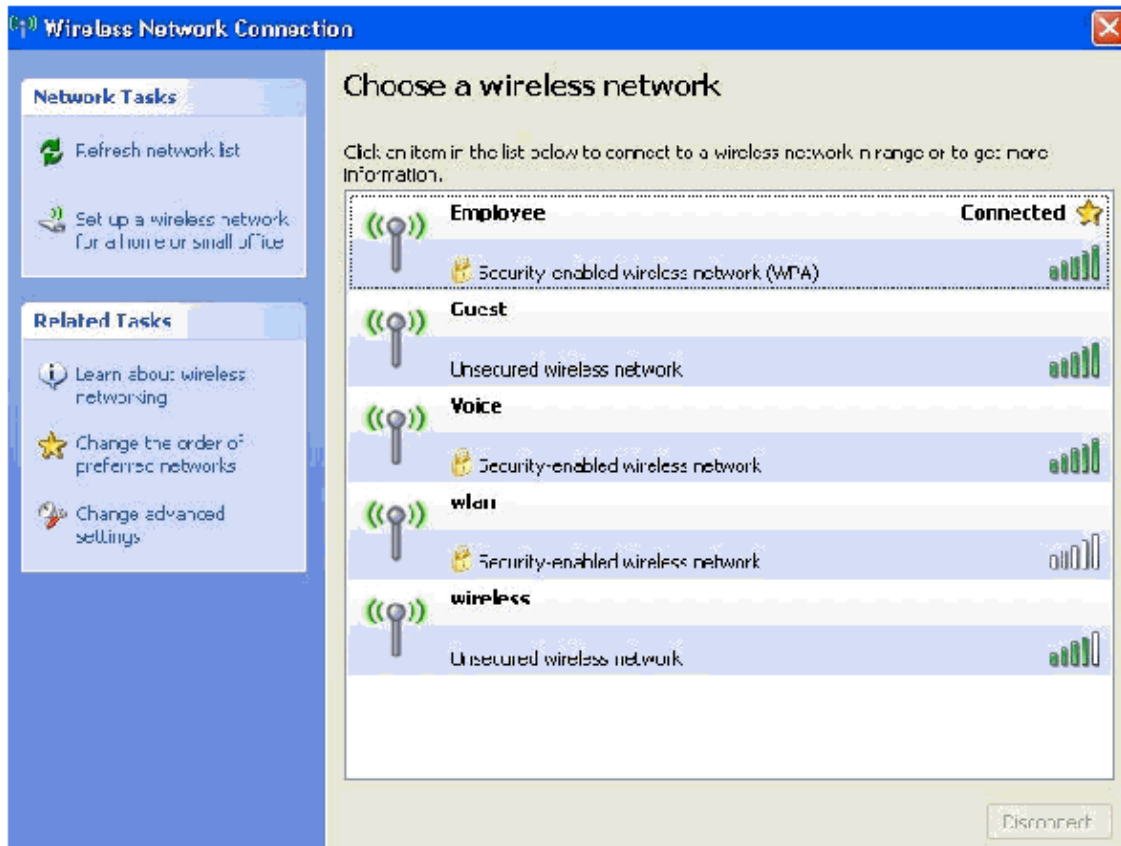 Wireless Network Connection
Network Tasks
Refresh network list
Set up a wireless network
for a home or small office
Related Tasks
Learn about wireless
networking
Change the order of
preferred networks
Change advanced
settings
Choose a wireless network
Click an item in the list below to connect to a wireless network in range or to get more
information.
Employee Connected
Security-enabled wireless network (WPA)
Guest
Unsecured wireless network
Voice
Security-enabled wireless network
wlan
Security-enabled wireless network
wireless
Unsecured wireless network
Disconnect